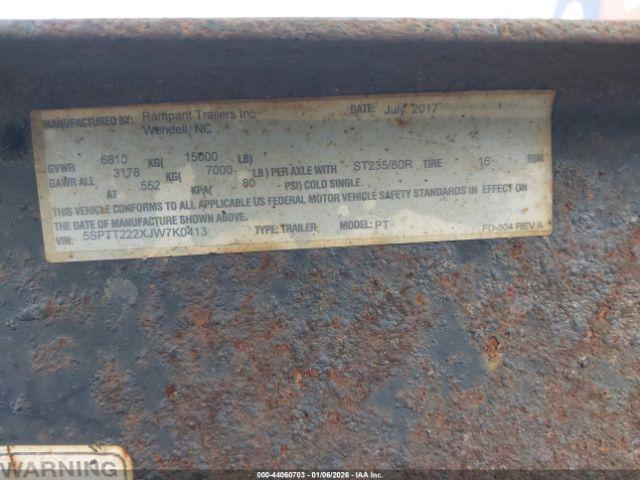 MANUFACTURED BY: Rampant Trailers Inc DATE: July 2017
Wendell, NC
GVWR 6810 KG( 15000 LB)
GAWR ALL 3178 KG( 7000 LB) PER AXLE WITH ST235/80R TIRE 16 RIM
AT 552 KPA( 80 PSI) COLD SINGLE.
THIS VEHICLE CONFORMS TO ALL APPLICABLE US FEDERAL MOTOR VEHICLE SAFETY STANDARDS IN EFFECT ON
THE DATE OF MANUFACTURE SHOWN ABOVE.
VIN: 5SPTT222XJW7K0413 TYPE: TRAILER MODEL: PT FD-304 REV A
WARNING
000-44060703 - 01/06/2026 - IAA Inc.